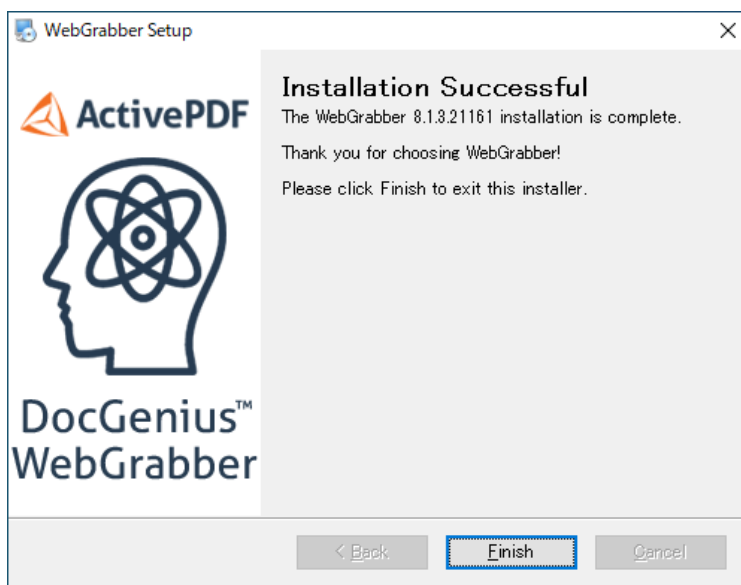 WebGrabber Setup
ActivePDF
DocGenius™
WebGrabber
Installation Successful
The WebGrabber 8.1.3.21161 installation is complete.
Thank you for choosing WebGrabber!
Please click Finish to exit this installer.
< Back
Finish
Cancel